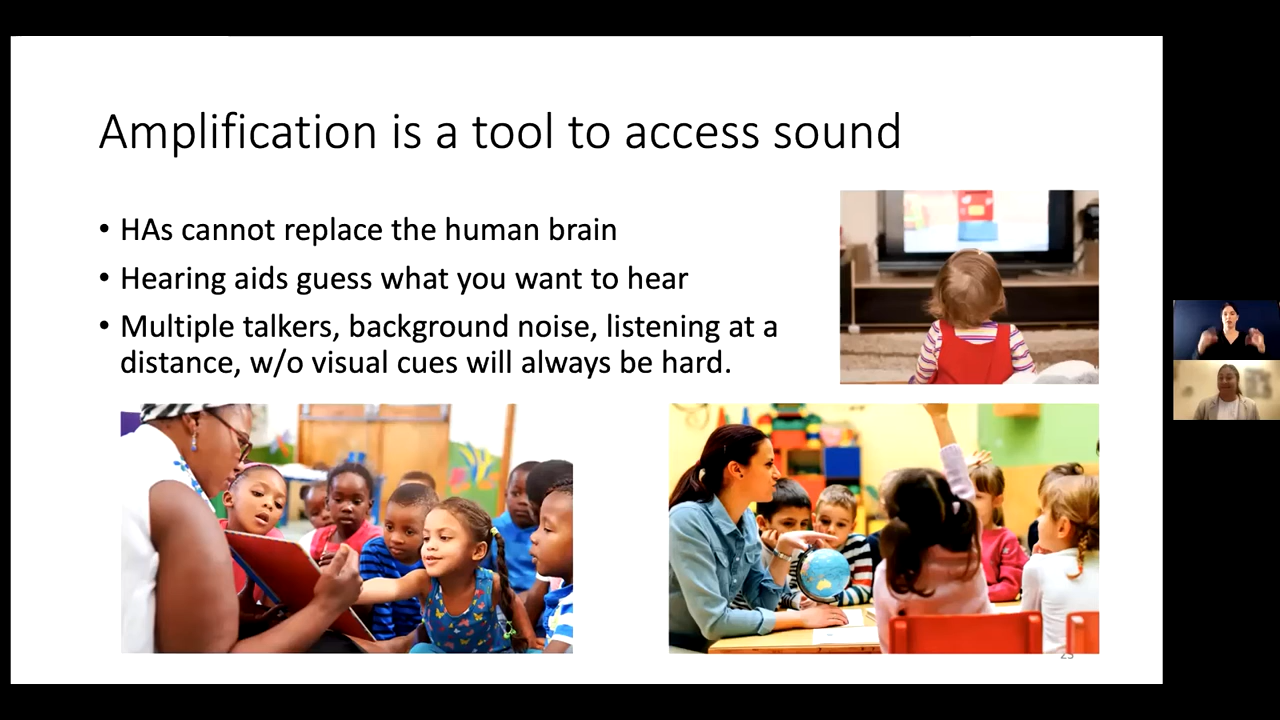 Amplification is a tool to access sound
• HAs cannot replace the human brain
• Hearing aids guess what you want to hear
• Multiple talkers, background noise, listening at a
distance, w/o visual cues will always be hard.